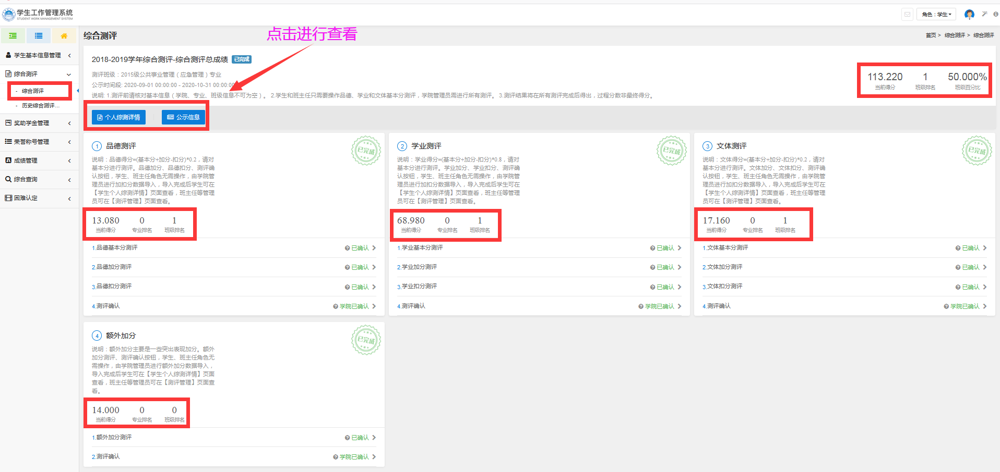 学生工作管理系统
STUDENT WORK MANAGEMENT SYSTEM
角色：学生
综合测评
点击进行查看
首页 > 综合测评 > 综合测评
学生基本信息管理
综合测评
- 综合测评
- 历史综合测评...
奖助学金管理
荣誉称号管理
成绩管理
综合查询
困难认定
2018-2019学年综合测评-综合测评总成绩 已完成
测评班级：2015级公共事业管理（应急管理）专业
公示时间段: 2020-09-01 00:00:00 - 2020-10-31 00:00:00
说明: 1.测评前请核对基本信息（学院、专业、班级信息不可为空）。 2.学生和班主任只需要操作品德、学业和文体基本分测评，学院管理员需进行所有测评。 3.测评结果将在所有测评完成后得出，过程分数非最终得分。
113.220 1 50.000%
当前得分 班级排名 班级百分比
个人综测详情 公示信息
1 品德测评
已完成
说明：品德得分=(基本分+加分-扣分)*0.2，请对
基本分进行测评。品德加分、品德扣分、测评确
认按钮，学生、班主任角色无需操作，由学院管
理员进行加扣分数据导入，导入完成后学生可在
【学生个人综测详情】页面查看，班主任等管理
员可在【测评管理】页面查看。
13.080 0 1
当前得分 专业排名 班级排名
1.品德基本分测评 已确认
2.品德加分测评 已确认
3.品德扣分测评 已确认
4.测评确认 学院已确认
2 学业测评
已完成
说明：学业得分=(基本分+加分-扣分)*0.8，请对
基本分进行测评。学业加分、学业扣分、测评确
认按钮，学生、班主任角色无需操作，由学院管
理员进行加扣分数据导入，导入完成后学生可在
【学生个人综测详情】页面查看，班主任等管理
员可在【测评管理】页面查看。
68.980 0 1
当前得分 专业排名 班级排名
1.学业基本分测评 已确认
2.学业加分测评 已确认
3.学业扣分测评 已确认
4.测评确认 学院已确认
3 文体测评
已完成
说明：文体得分=(基本分+加分-扣分)*0.2，请对
基本分进行测评。文体加分、文体扣分、测评确
认按钮，学生、班主任角色无需操作，由学院管
理员进行加扣分数据导入，导入完成后学生可在
【学生个人综测详情】页面查看，班主任等管理
员可在【测评管理】页面查看。
17.160 0 1
当前得分 专业排名 班级排名
1.文体基本分测评 已确认
2.文体加分测评 已确认
3.文体扣分测评 已确认
4.测评确认 学院已确认
4 额外加分
已完成
说明：额外加分主要是一些突出表现加分。额外
加分测评、测评确认按钮，学生、班主任角色无
需操作，由学院管理员进行额外加分数据导入，
导入完成后学生可在【学生个人综测详情】页面
查看，班主任等管理员可在【测评管理】页面查
看。
14.000 0 0
当前得分 专业排名 班级排名
1.额外加分测评 已确认
2.测评确认 学院已确认